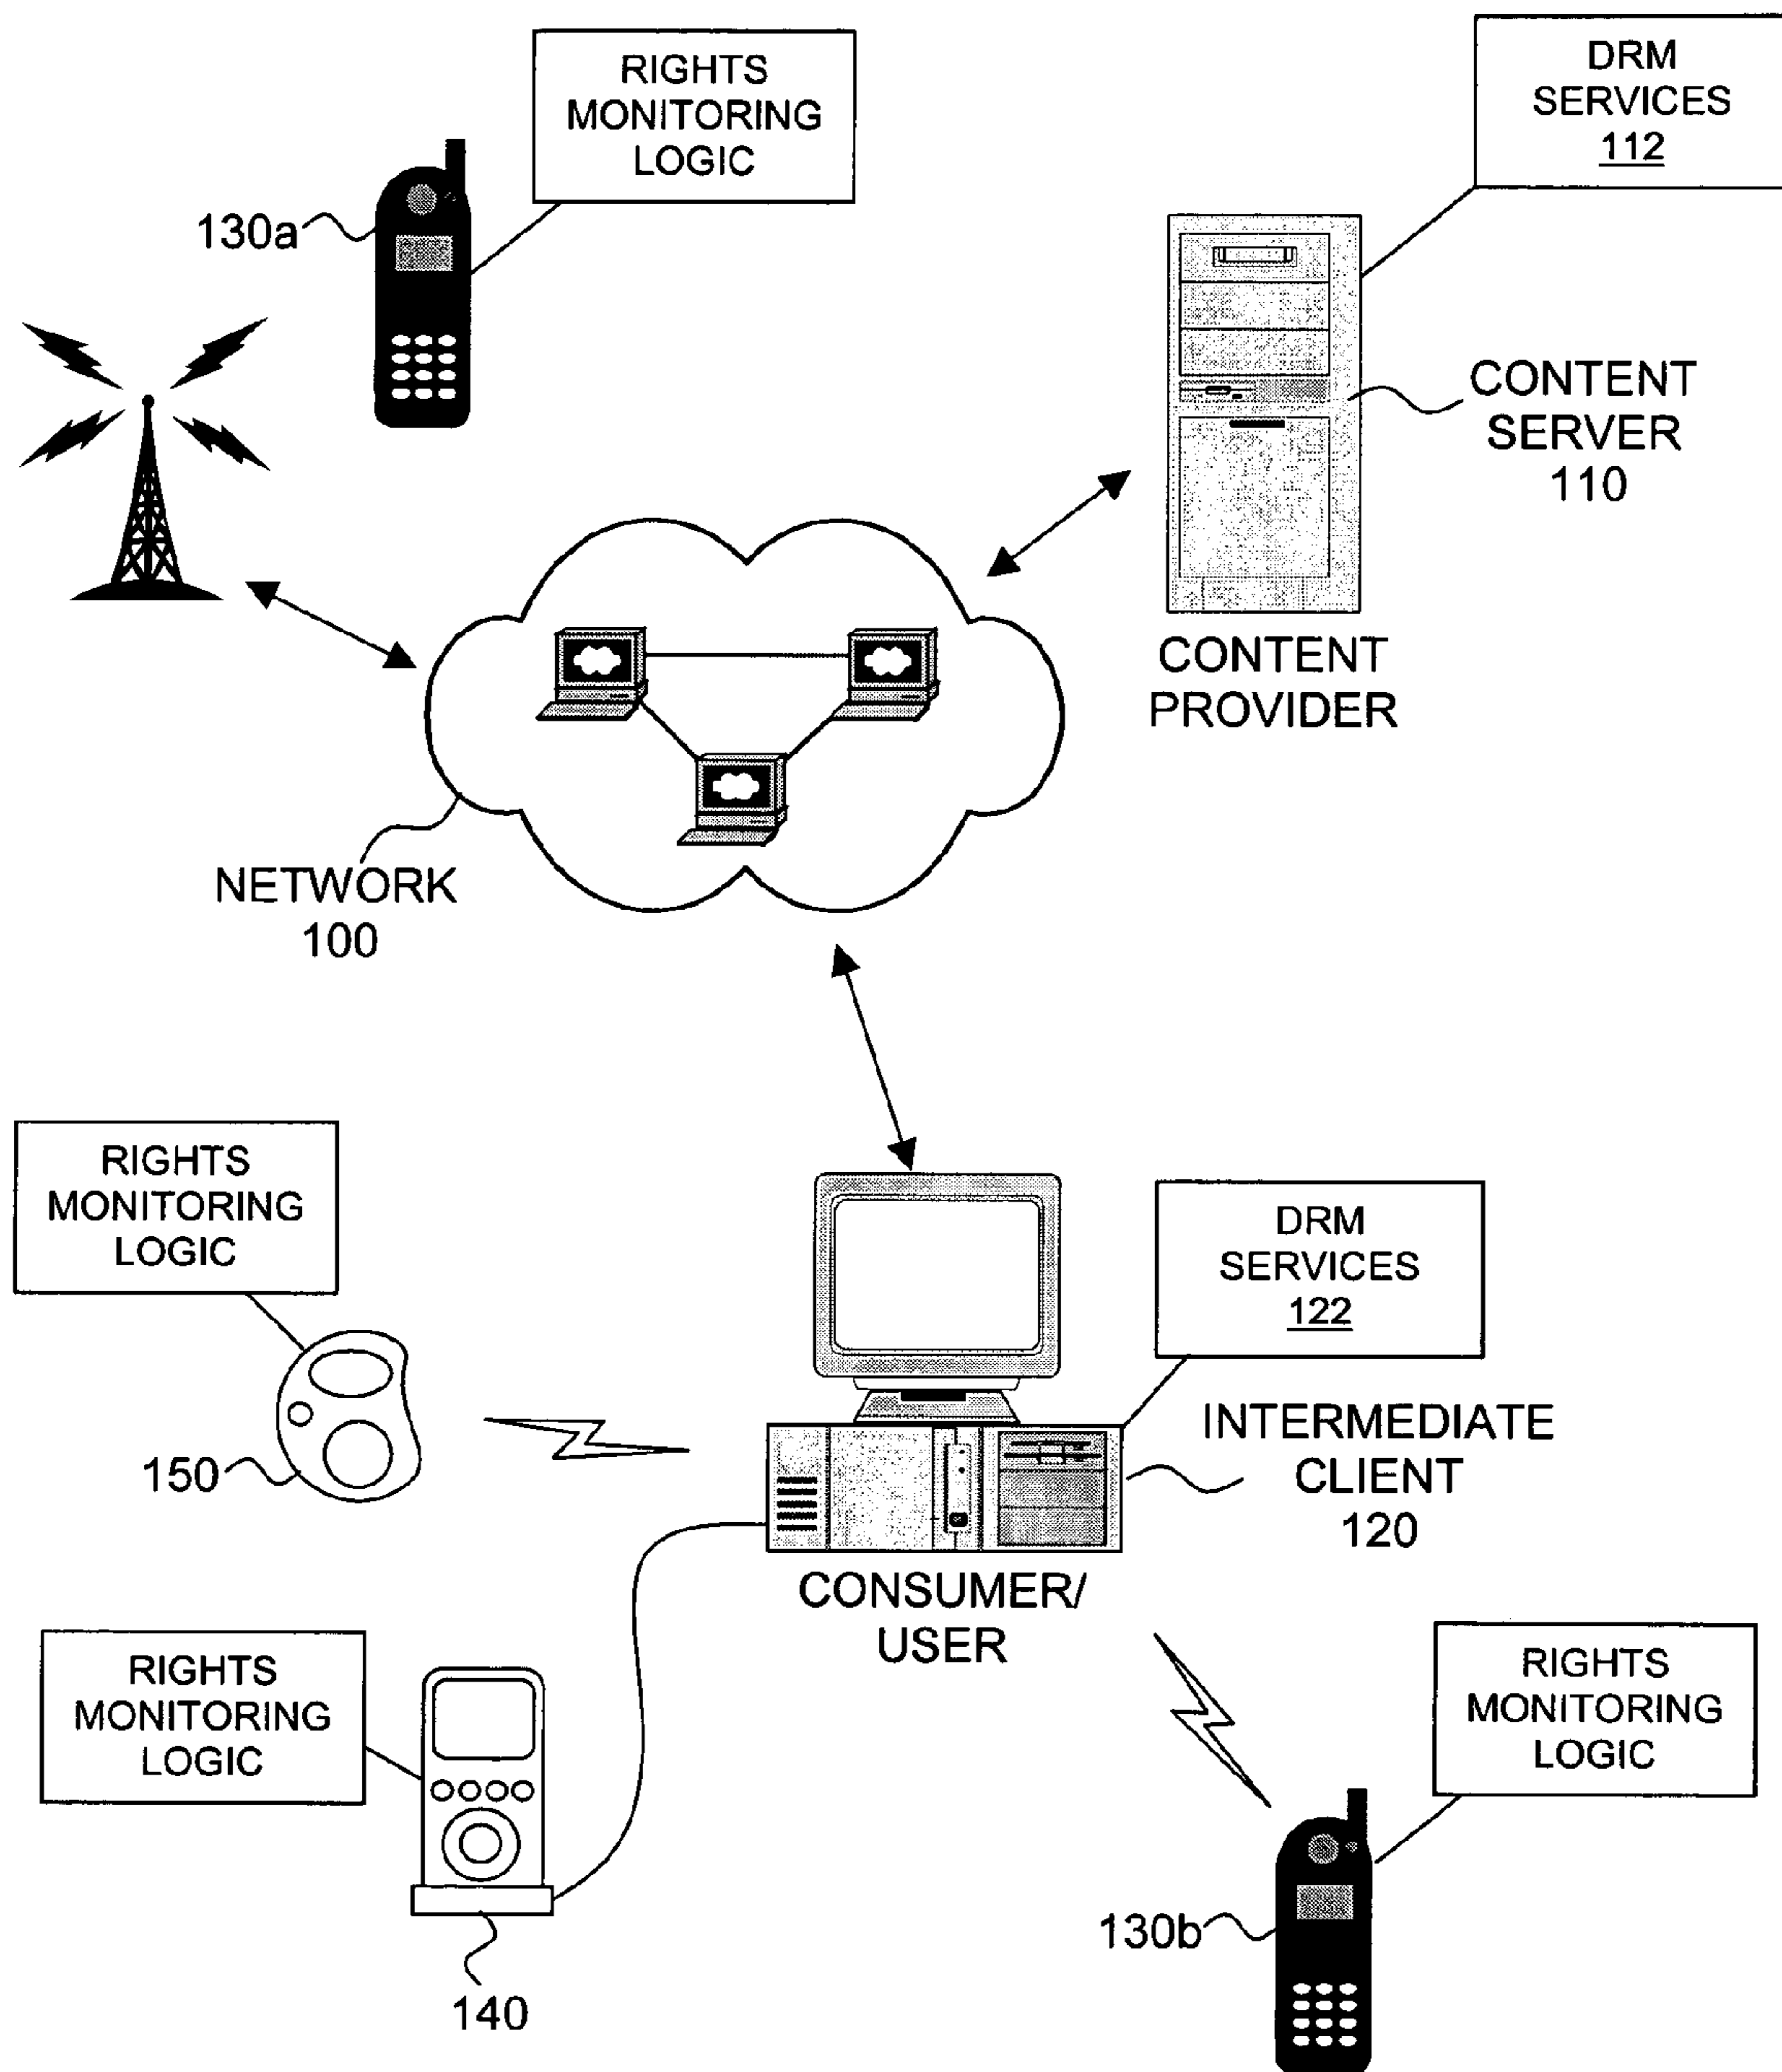 RIGHTS
MONITORING
LOGIC
DRM
SERVICES
112
130a
CONTENT
SERVER
110
CONTENT
PROVIDER
NETWORK
100
RIGHTS
MONITORING
LOGIC
DRM
SERVICES
122
150
INTERMEDIATE
CLIENT
120
CONSUMER/
USER
RIGHTS
MONITORING
LOGIC
RIGHTS
MONITORING
LOGIC
130b
140